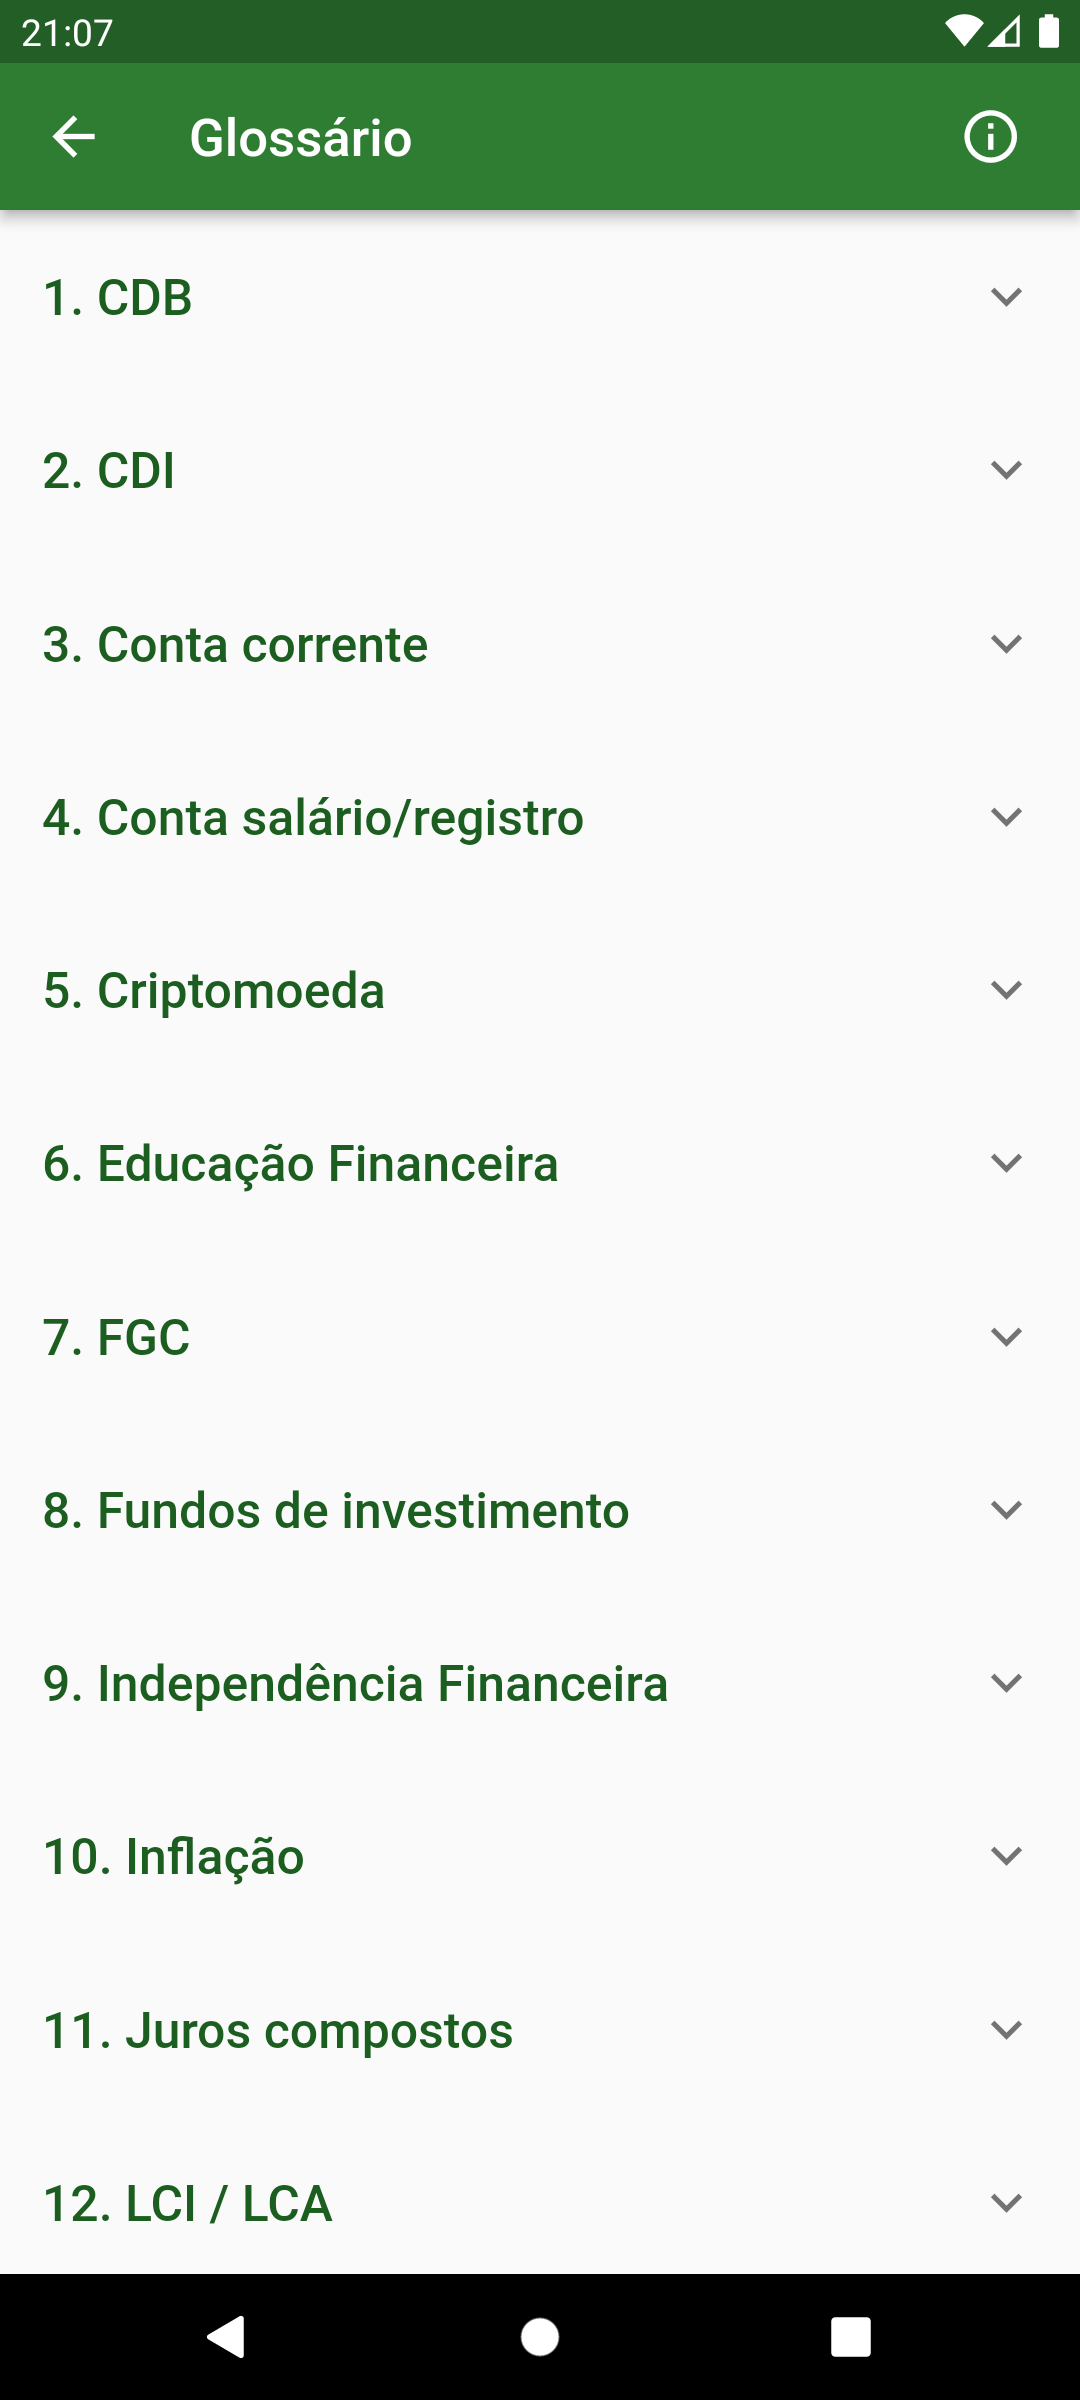 21:07
Glossário
1. CDB
2. CDI
3. Conta corrente
4. Conta salário/registro
5. Criptomoeda
6. Educação Financeira
7. FGC
8. Fundos de investimento
9. Independência Financeira
10. Inflação
11. Juros compostos
12. LCI / LCA